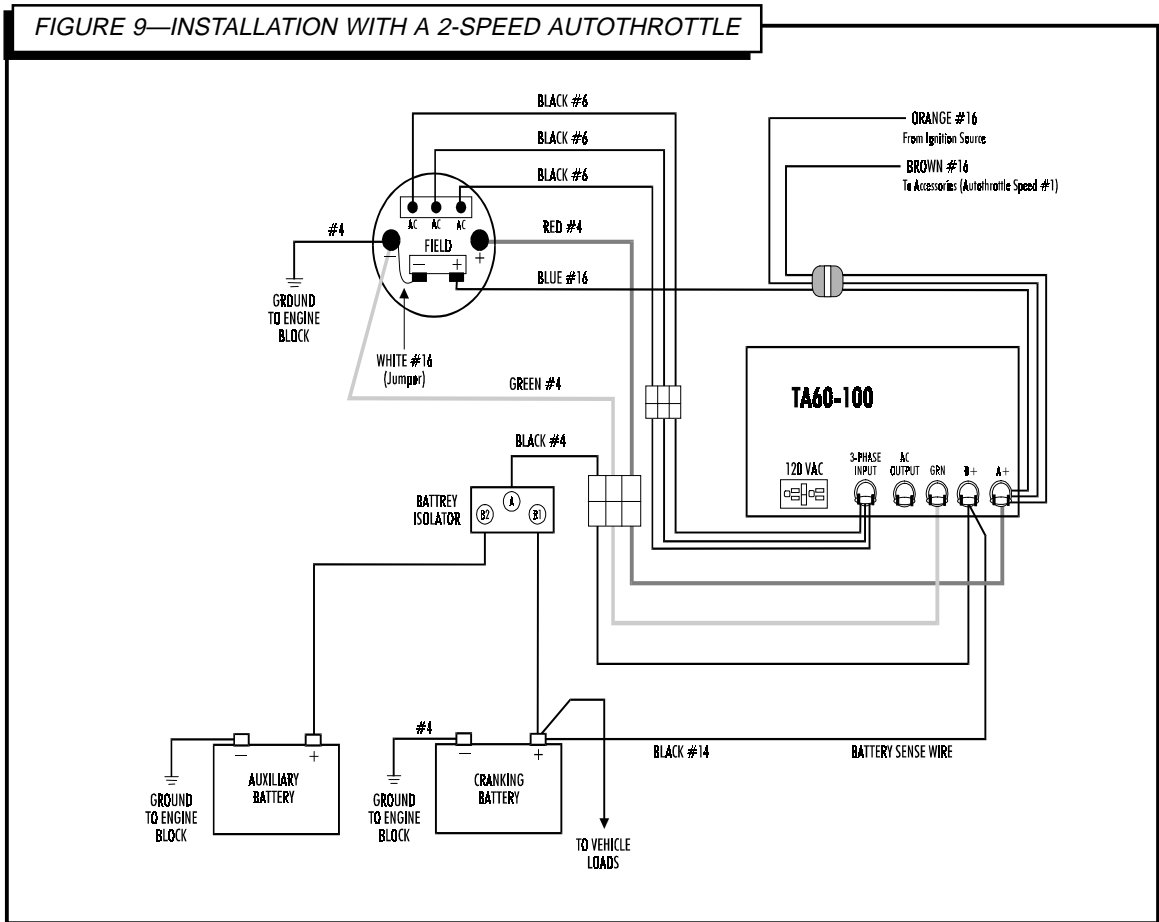 FIGURE 9—INSTALLATION WITH A 2-SPEED AUTOTHROTTLE
BLACK #6
ORANGE #16
From Ignition Source
BLACK #6
BROWN #16
To Accessories (Autothrottle Speed #1)
BLACK #6
AC AC AC
#4
RED #4
FIELD
− +
− +
BLUE #16
GROUND
TO ENGINE
BLOCK
WHITE #16
(Jumper)
GREEN #4
TA60-100
BLACK #4
120 VAC
3-PHASE
INPUT
AC
OUTPUT
GRN
B+
A+
BATTREY
ISOLATOR
B2 A B1
#4
BLACK #14
BATTERY SENSE WIRE
− +
AUXILIARY
BATTERY
− +
CRANKING
BATTERY
GROUND
TO ENGINE
BLOCK
GROUND
TO ENGINE
BLOCK
TO VEHICLE
LOADS